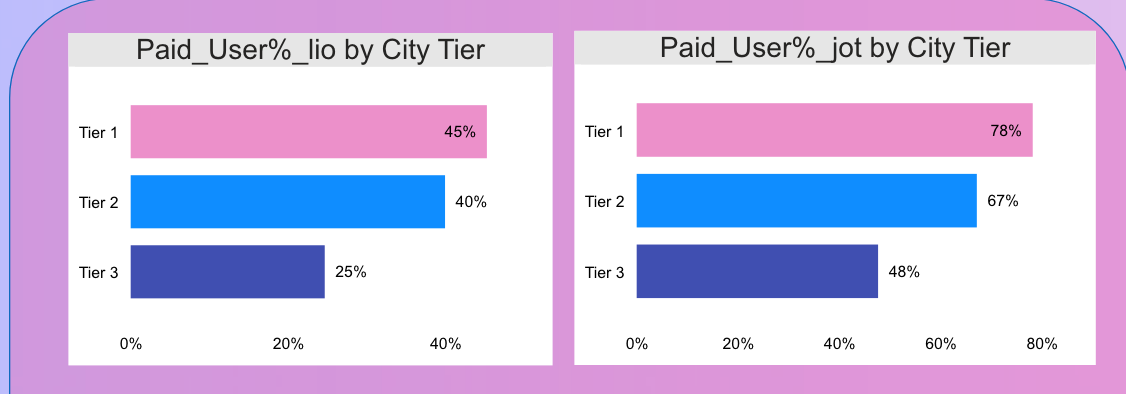 Paid_User%_lio by City Tier
Tier 1
45%
Tier 2
40%
Tier 3
25%
0% 20% 40%
Paid_User%_jot by City Tier
Tier 1
78%
Tier 2
67%
Tier 3
48%
0% 20% 40% 60% 80%